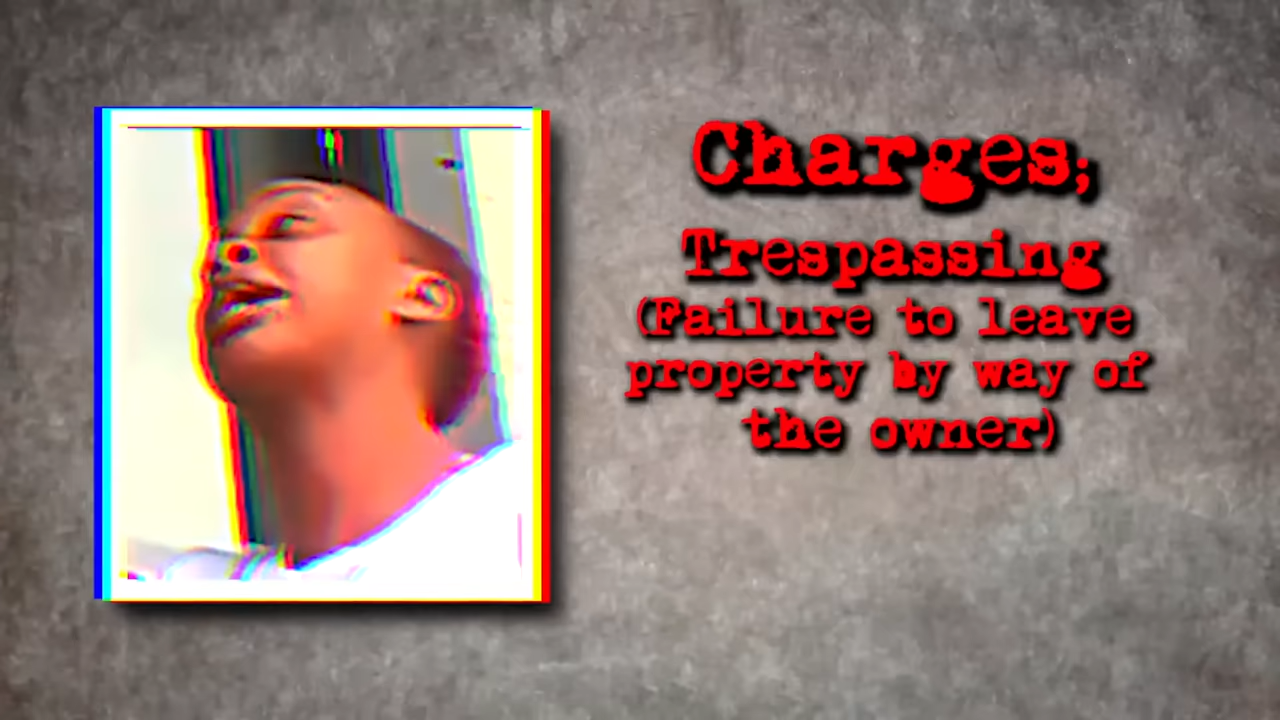 Charges;
Trespassing
(Failure to leave
property by way of
the owner)